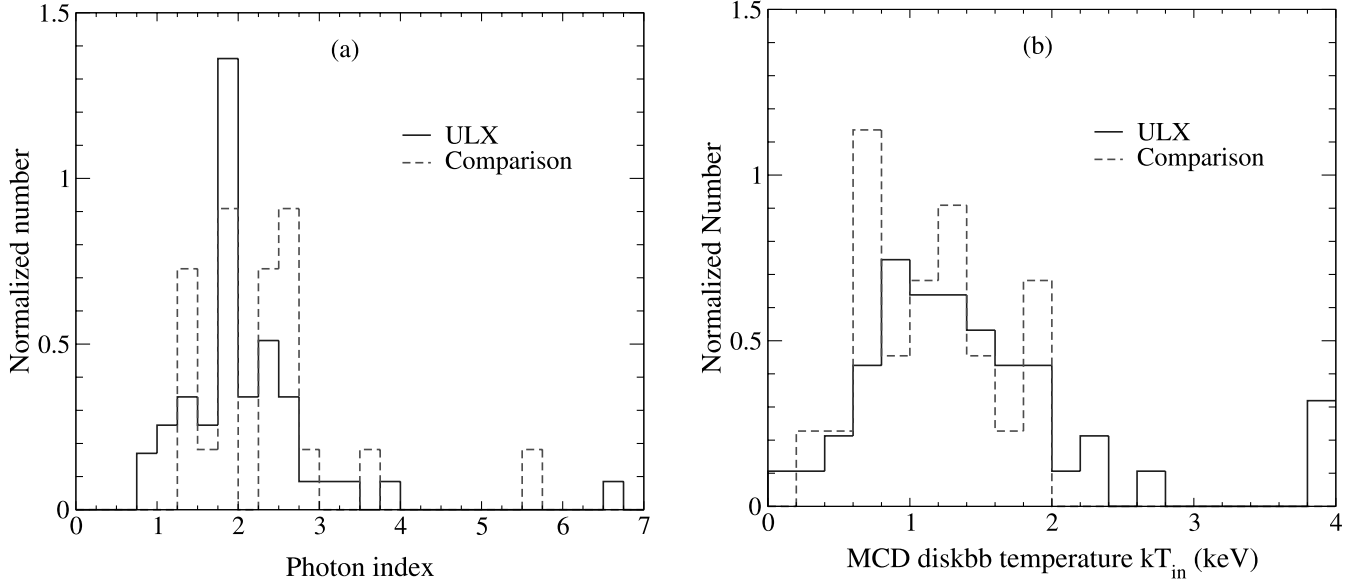 (a)
ULX
Comparison
Normalized number
0
0.5
1
1.5
0 1 2 3 4 5 6 7
Photon index
(b)
ULX
Comparison
Normalized Number
0
0.5
1
1.5
0 1 2 3 4
MCD diskbb temperature kT_in (keV)